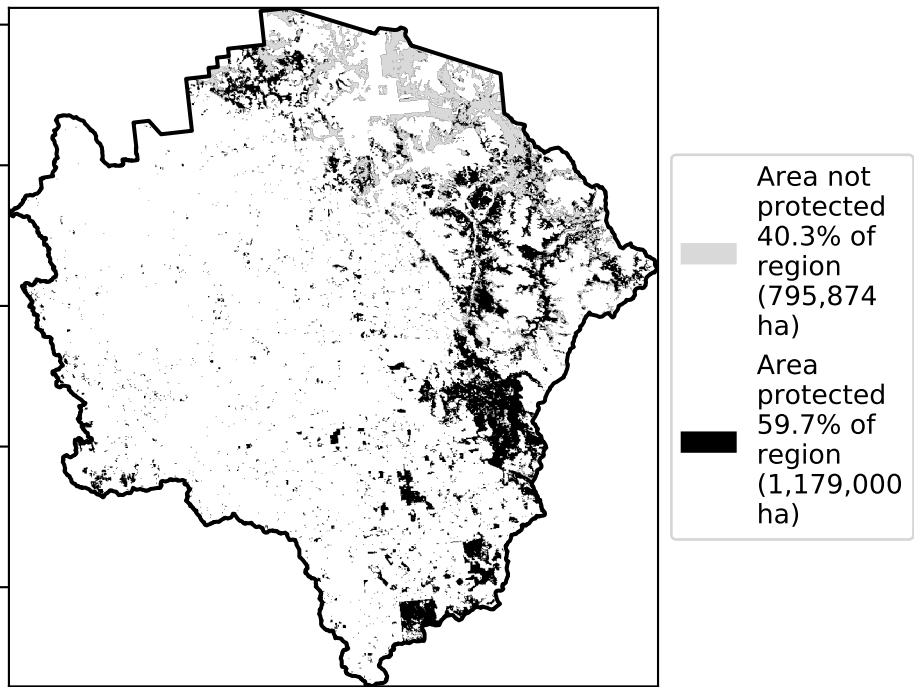 Area not
protected
40.3% of
region
(795,874
ha)
Area
protected
59.7% of
region
(1,179,000
ha)